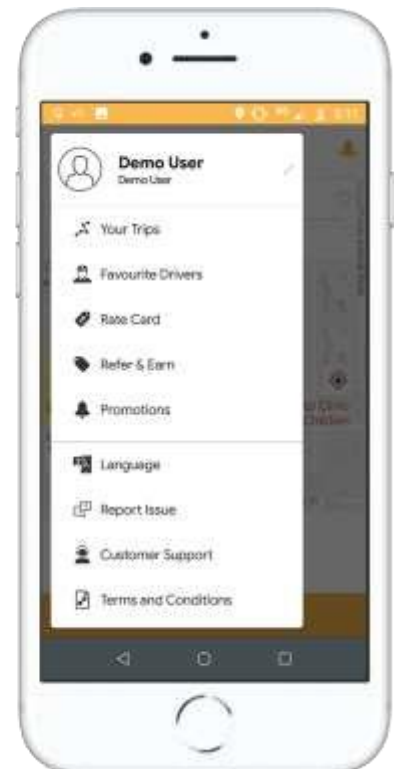 Demo User
Demo User
Your Trips
Favourite Drivers
Rate Card
Refer & Earn
Promotions
Language
Report Issue
Customer Support
Terms and Conditions